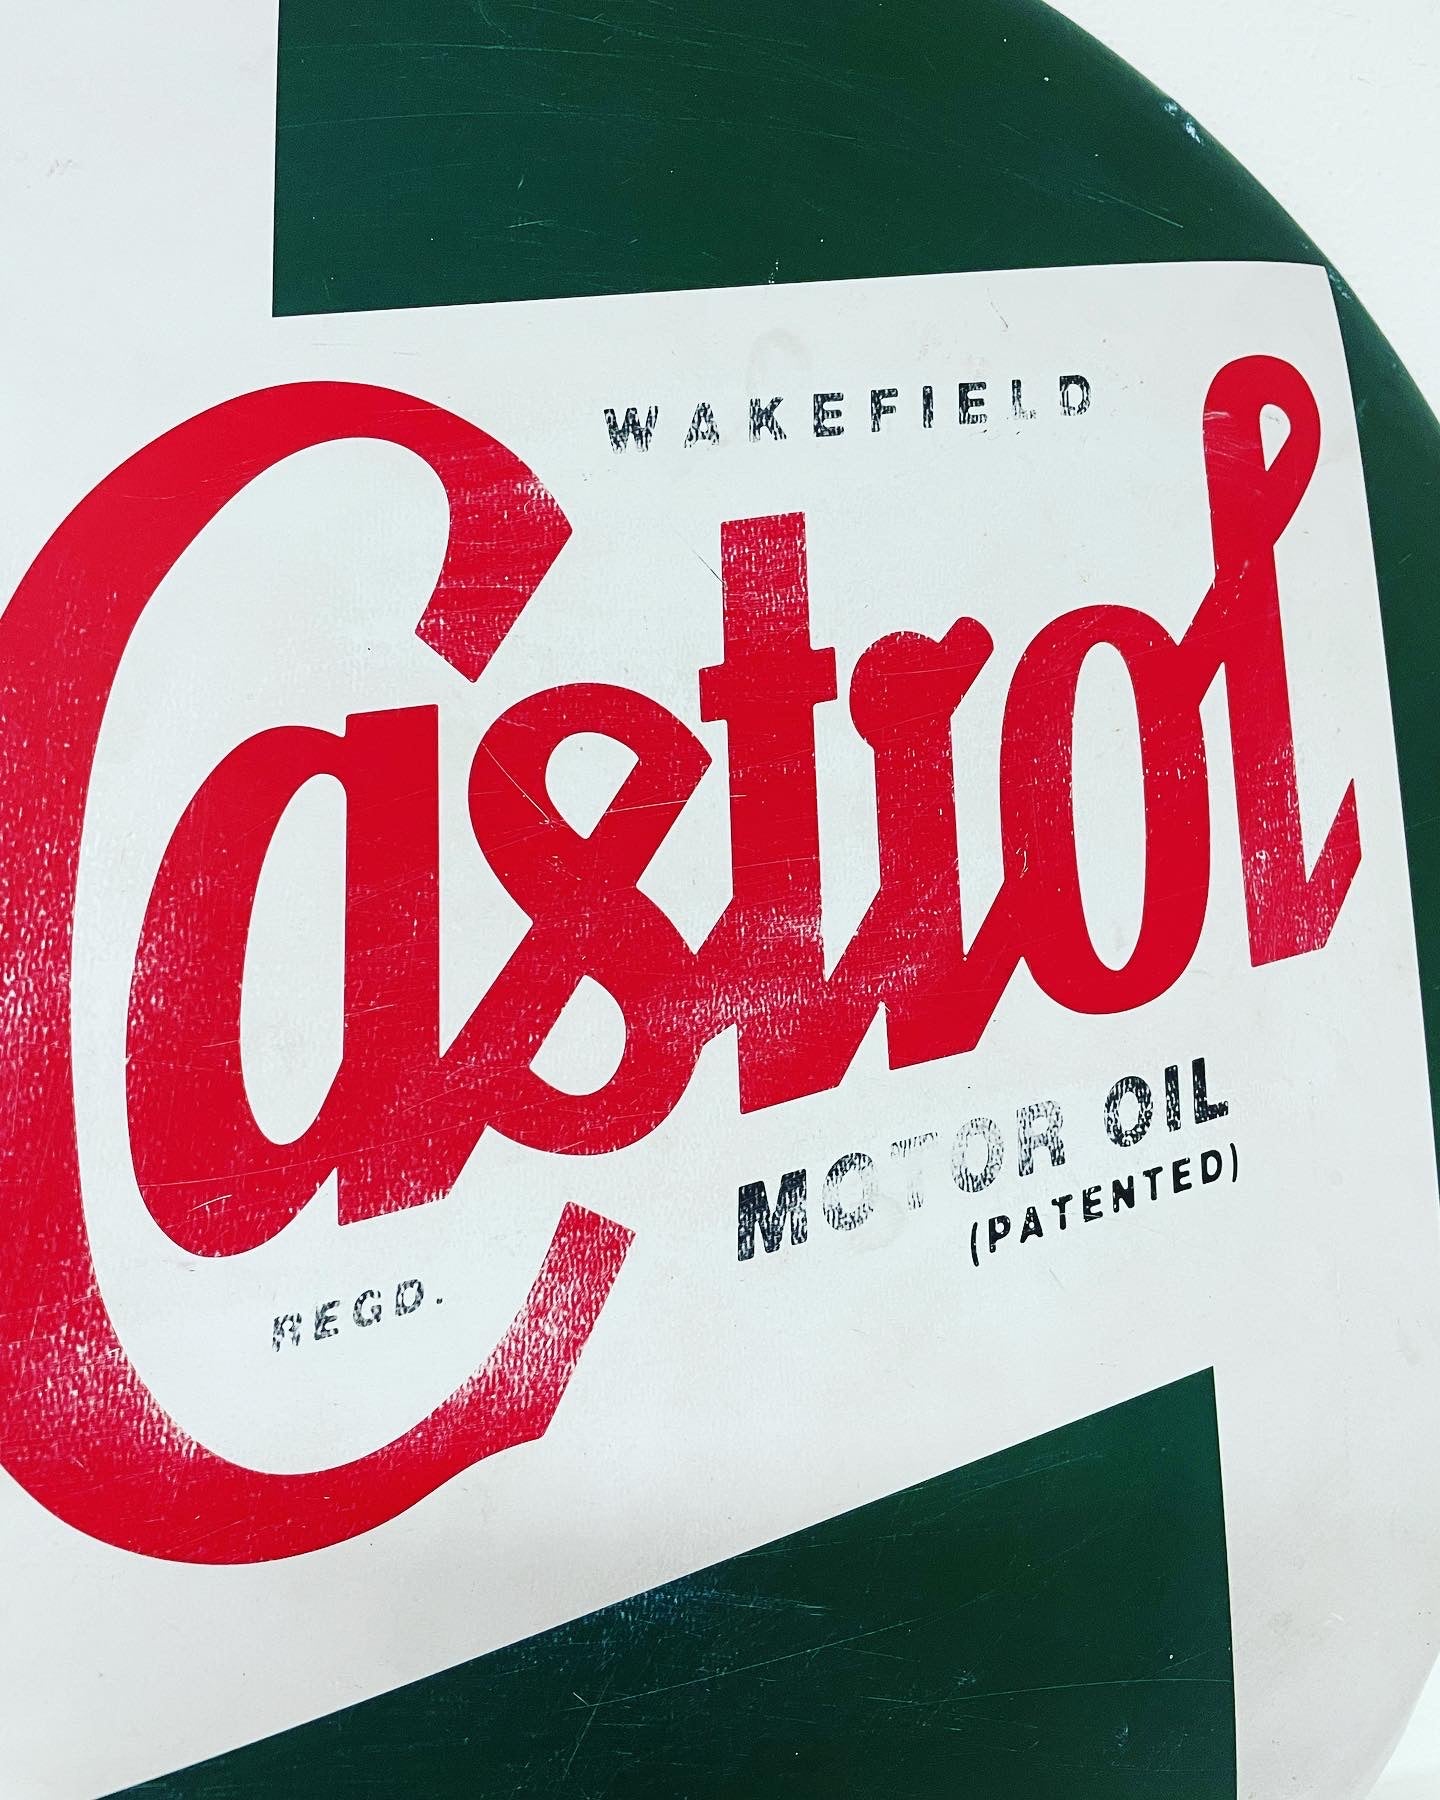 WAKEFIELD
Castrol
MOTOR OIL
(PATENTED)
REGD.